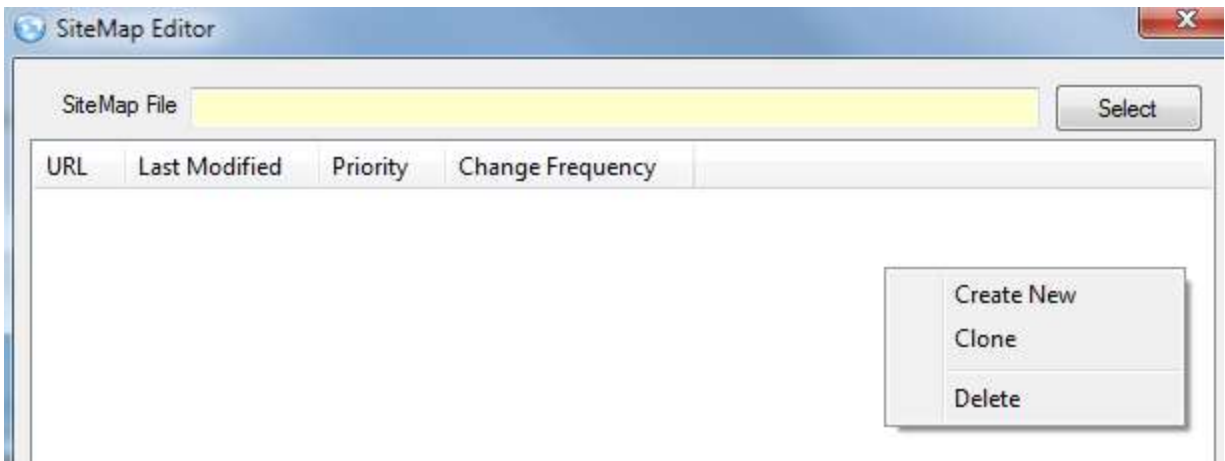 SiteMap Editor
SiteMap File
Select
URL Last Modified Priority Change Frequency
Create New
Clone
Delete